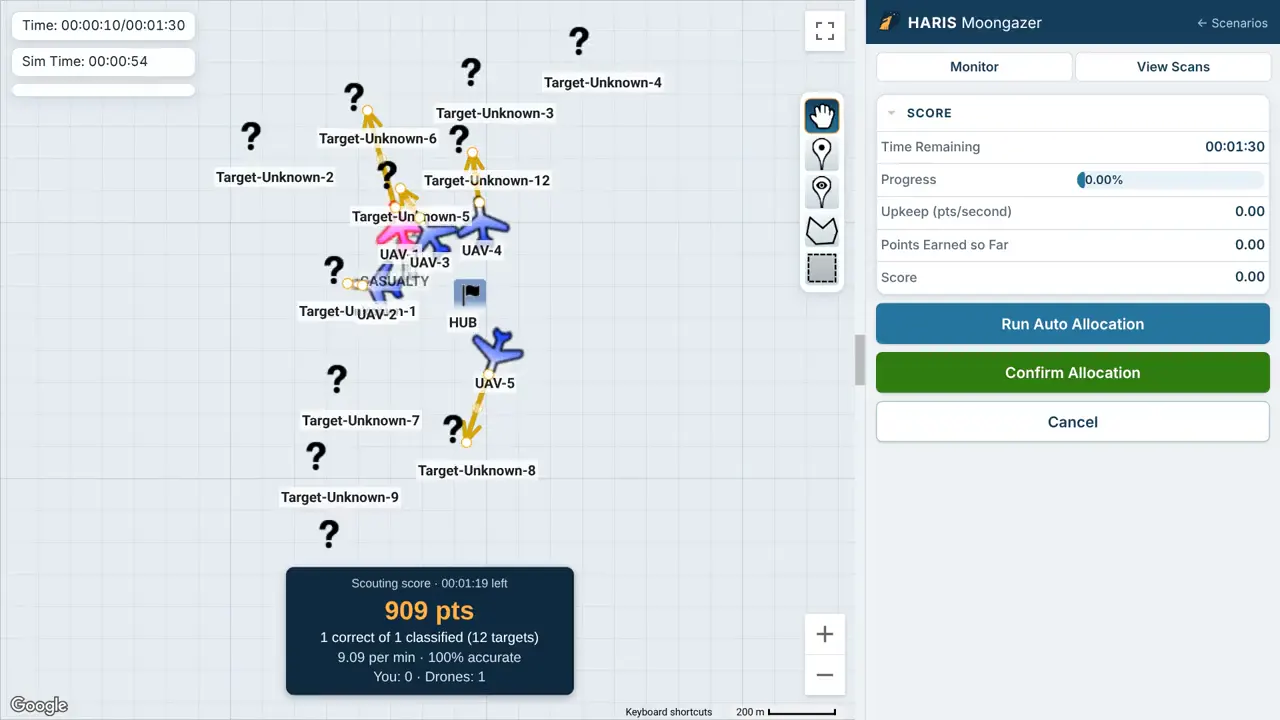 Time: 00:00:10/00:01:30
Sim Time: 00:00:54
Target-Unknown-4
Target-Unknown-3
Target-Unknown-6
Target-Unknown-2
Target-Unknown-12
Target-Unknown-5
UAV-4
UAV-3
CASUALTY
UAV-2
HUB
UAV-5
Target-Unknown-7
Target-Unknown-8
Target-Unknown-9
Scouting score · 00:01:19 left
909 pts
1 correct of 1 classified (12 targets)
9.09 per min · 100% accurate
You: 0 · Drones: 1
Google
Keyboard shortcuts
200 m
HARIS Moongazer
← Scenarios
Monitor
View Scans
SCORE
Time Remaining 00:01:30
Progress 0.00%
Upkeep (pts/second) 0.00
Points Earned so Far 0.00
Score 0.00
Run Auto Allocation
Confirm Allocation
Cancel